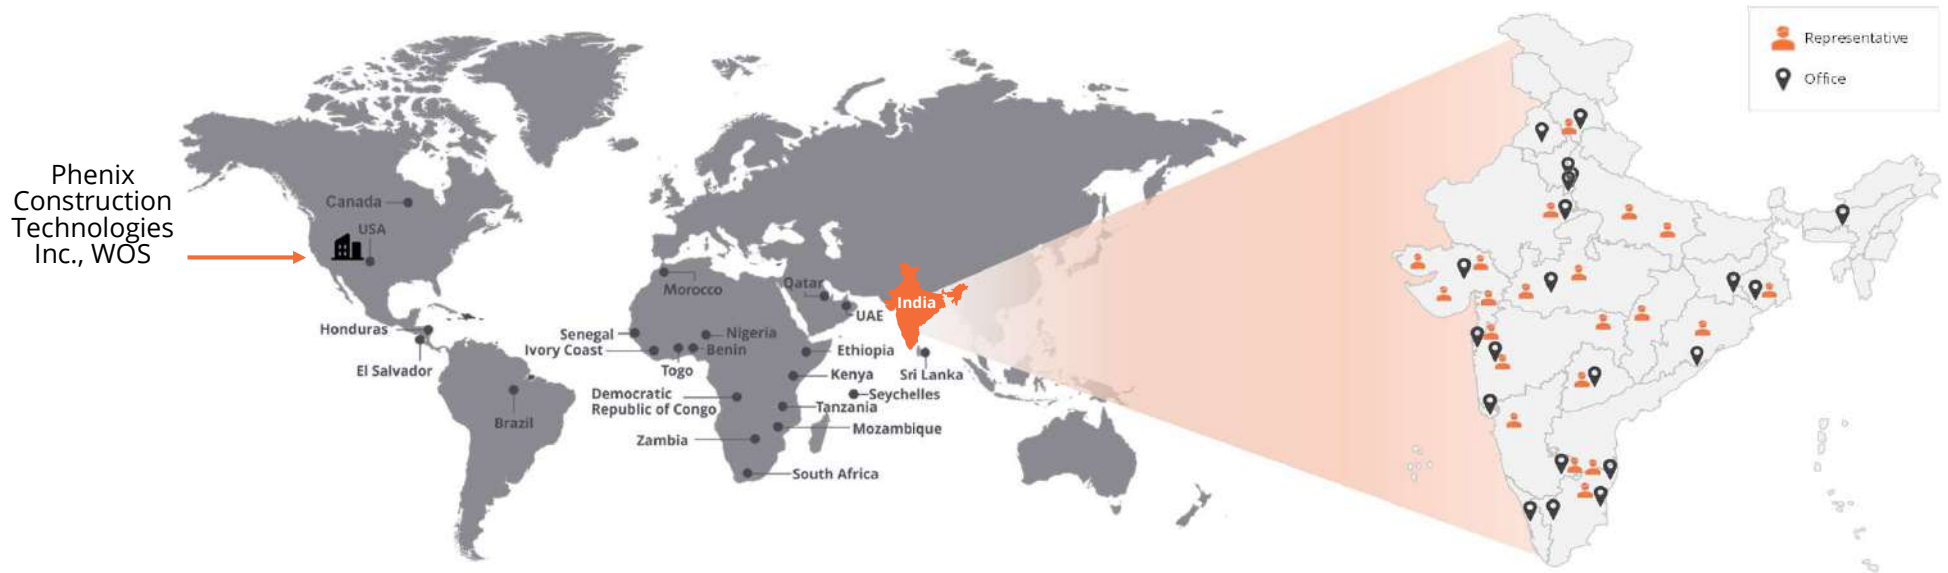 Phenix
Construction
Technologies
Inc., WOS
Canada
USA
Honduras
El Salvador
Brazil
Morocco
Senegal
Ivory Coast
Togo
Benin
Nigeria
Democratic
Republic of Congo
Zambia
South Africa
Mozambique
Tanzania
Seychelles
Kenya
Ethiopia
Qatar
UAE
India
Sri Lanka
Representative
Office